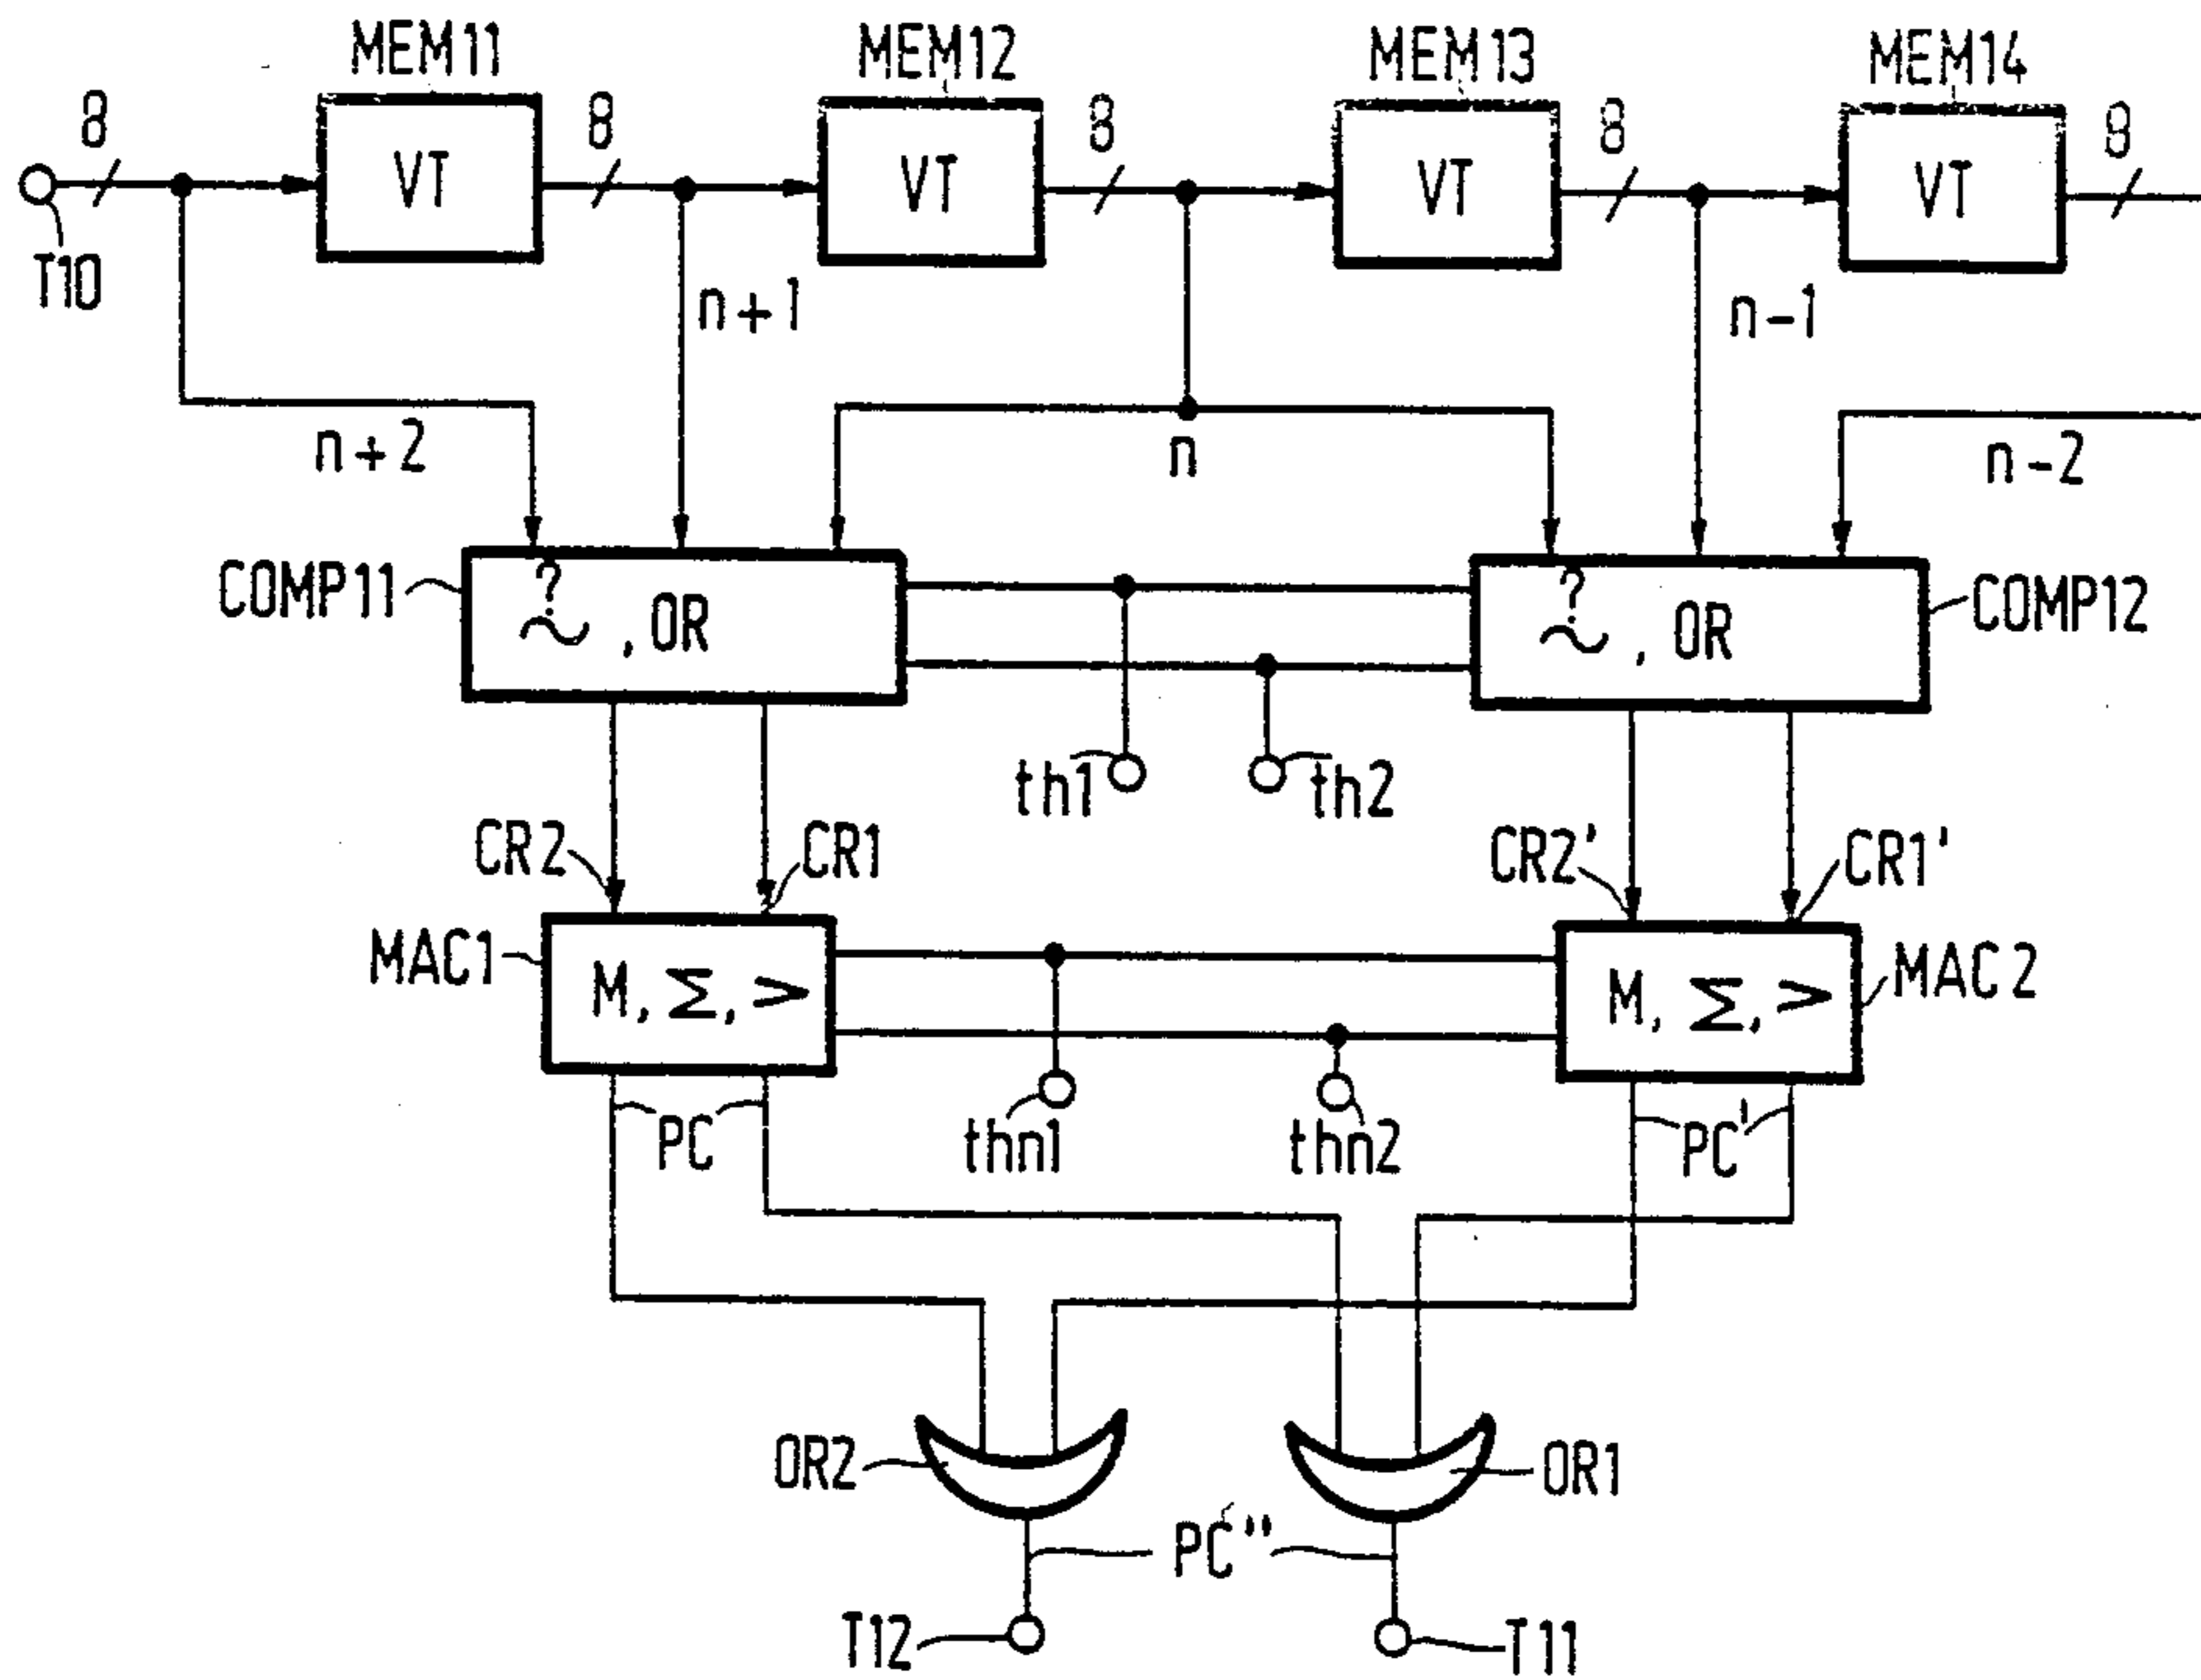 MEM11 MEM12 MEM13 MEM14
8 8 8 8 8
VT VT VT VT
T10
n+1 n-1
n+2 n n-2
COMP11 ?~, OR ?~, OR COMP12
th1 th2
CR2 CR1 CR2' CR1'
MAC1 M, Σ, > M, Σ, > MAC2
PC thn1 thn2 PC'
OR2 OR1
PC"
T12 T11